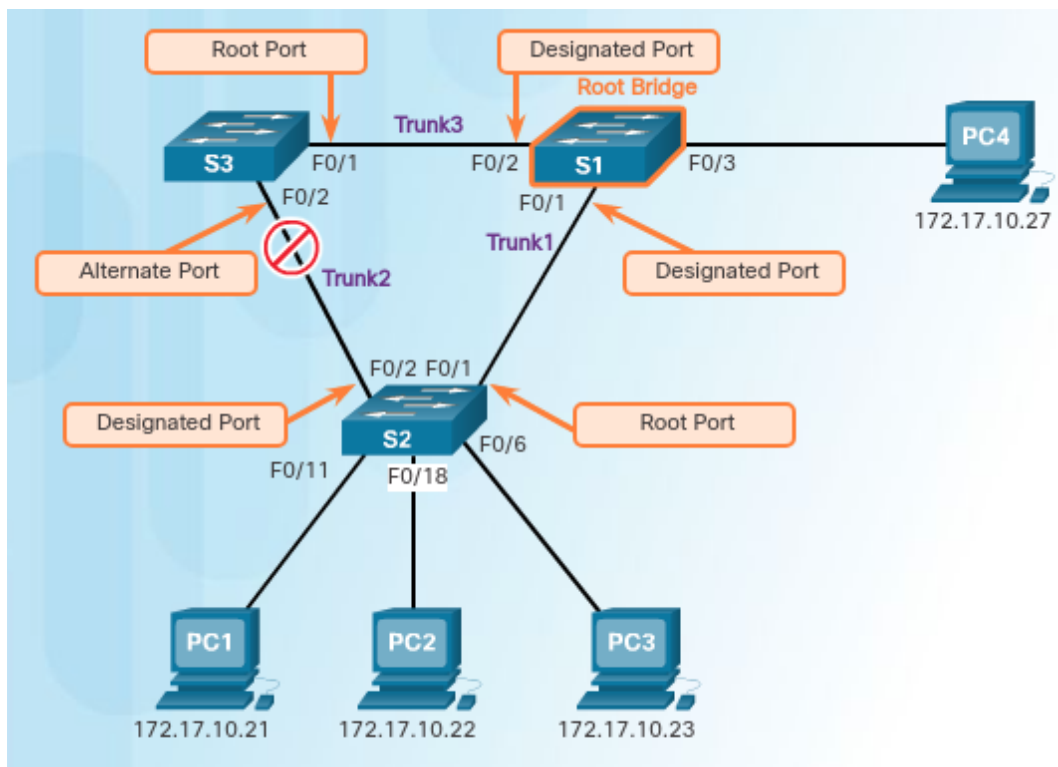 Root Port
Designated Port
Root Bridge
Trunk3
PC4
S3
F0/1
F0/2
S1
F0/3
F0/2
F0/1
172.17.10.27
Trunk1
Alternate Port
Trunk2
Designated Port
F0/2 F0/1
Designated Port
Root Port
S2
F0/6
F0/11
F0/18
PC1
PC2
PC3
172.17.10.21
172.17.10.22
172.17.10.23